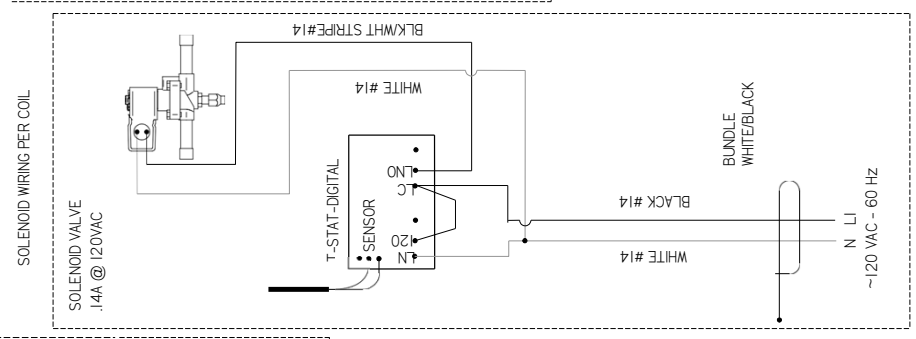 SOLENOID WIRING PER COIL
SOLENOID VALVE
.14A @ 120VAC
BLK/WHT STRIPE#14
WHITE #14
T-STAT-DIGITAL
SENSOR
LNO
LC
120
LN
BUNDLE
WHITE/BLACK
BLACK #14
WHITE #14
L1
N
~120 VAC - 60 Hz